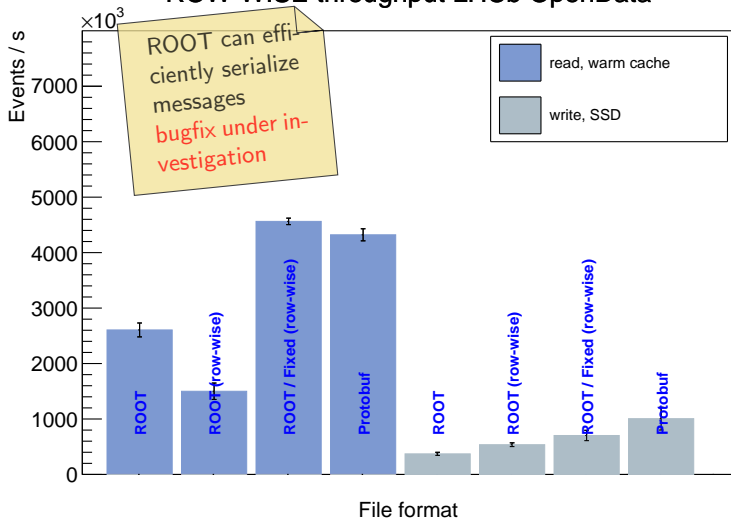 ROW-WISE throughput LHCb OpenData
×10³
Events / s
7000
6000
5000
4000
3000
2000
1000
0
ROOT can effi-
ciently serialize
messages
bugfix under in-
vestigation
read, warm cache
write, SSD
ROOT
ROOT (row-wise)
ROOT / Fixed (row-wise)
Protobuf
ROOT
ROOT (row-wise)
ROOT / Fixed (row-wise)
Protobuf
File format